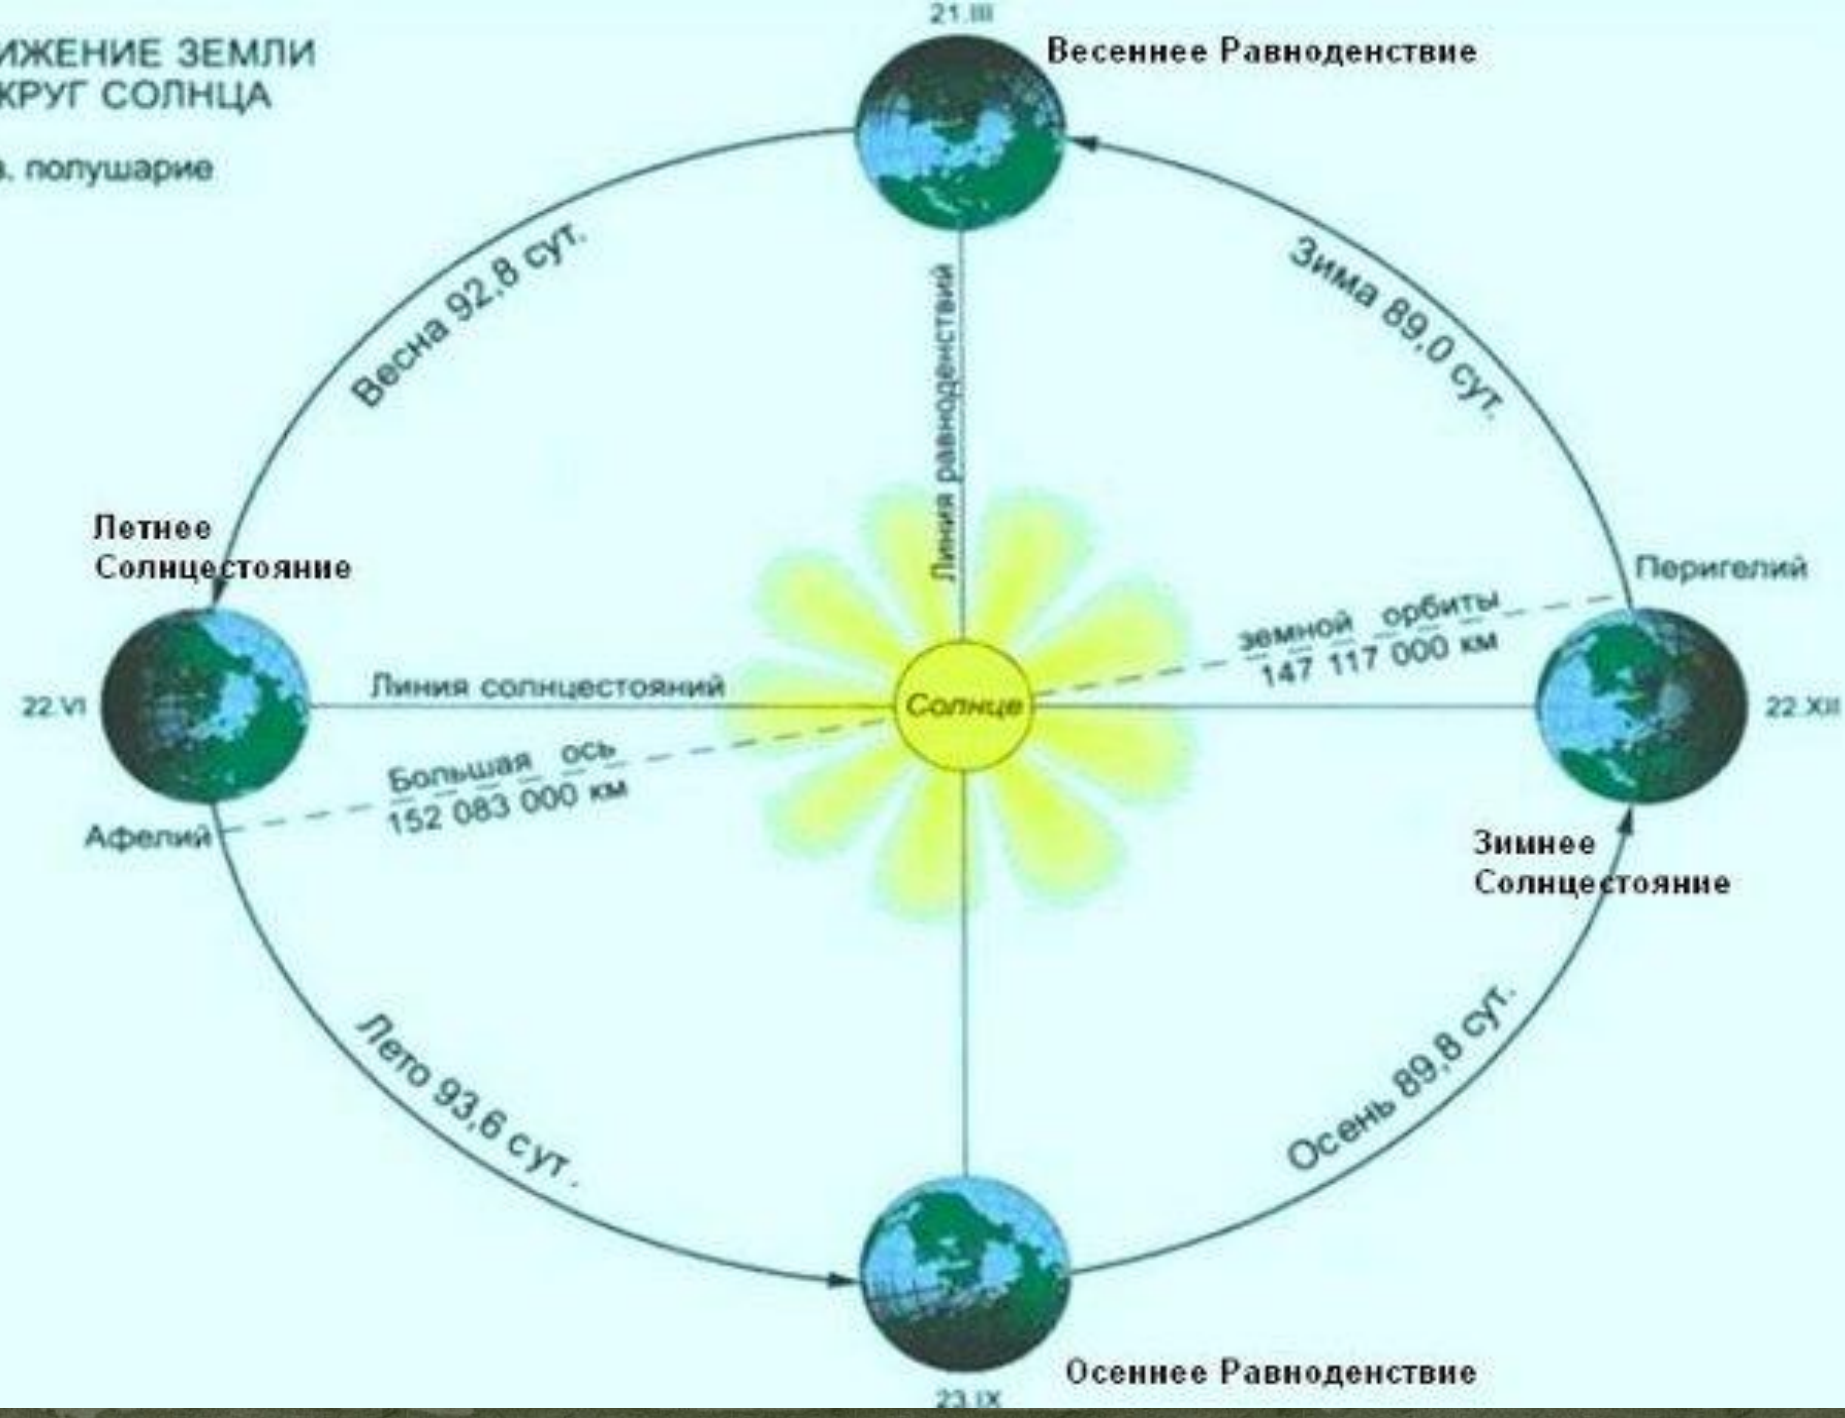 21.III
ИЖЕНИЕ ЗЕМЛИ
КРУГ СОЛНЦА
в. полушарие
Весеннее Равноденствие
Весна 92,8 сут.
Зима 89,0 сут.
Линия равноденствий
Летнее
Солнцестояние
Перигелий
земной орбиты
147 117 000 км
22.VI
Линия солнцестояний
Солнце
22.XII
Большая ось
152 083 000 км
Афелий
Зимнее
Солнцестояние
Лето 93,6 сут.
Осень 89,8 сут.
Осеннее Равноденствие
23.IX